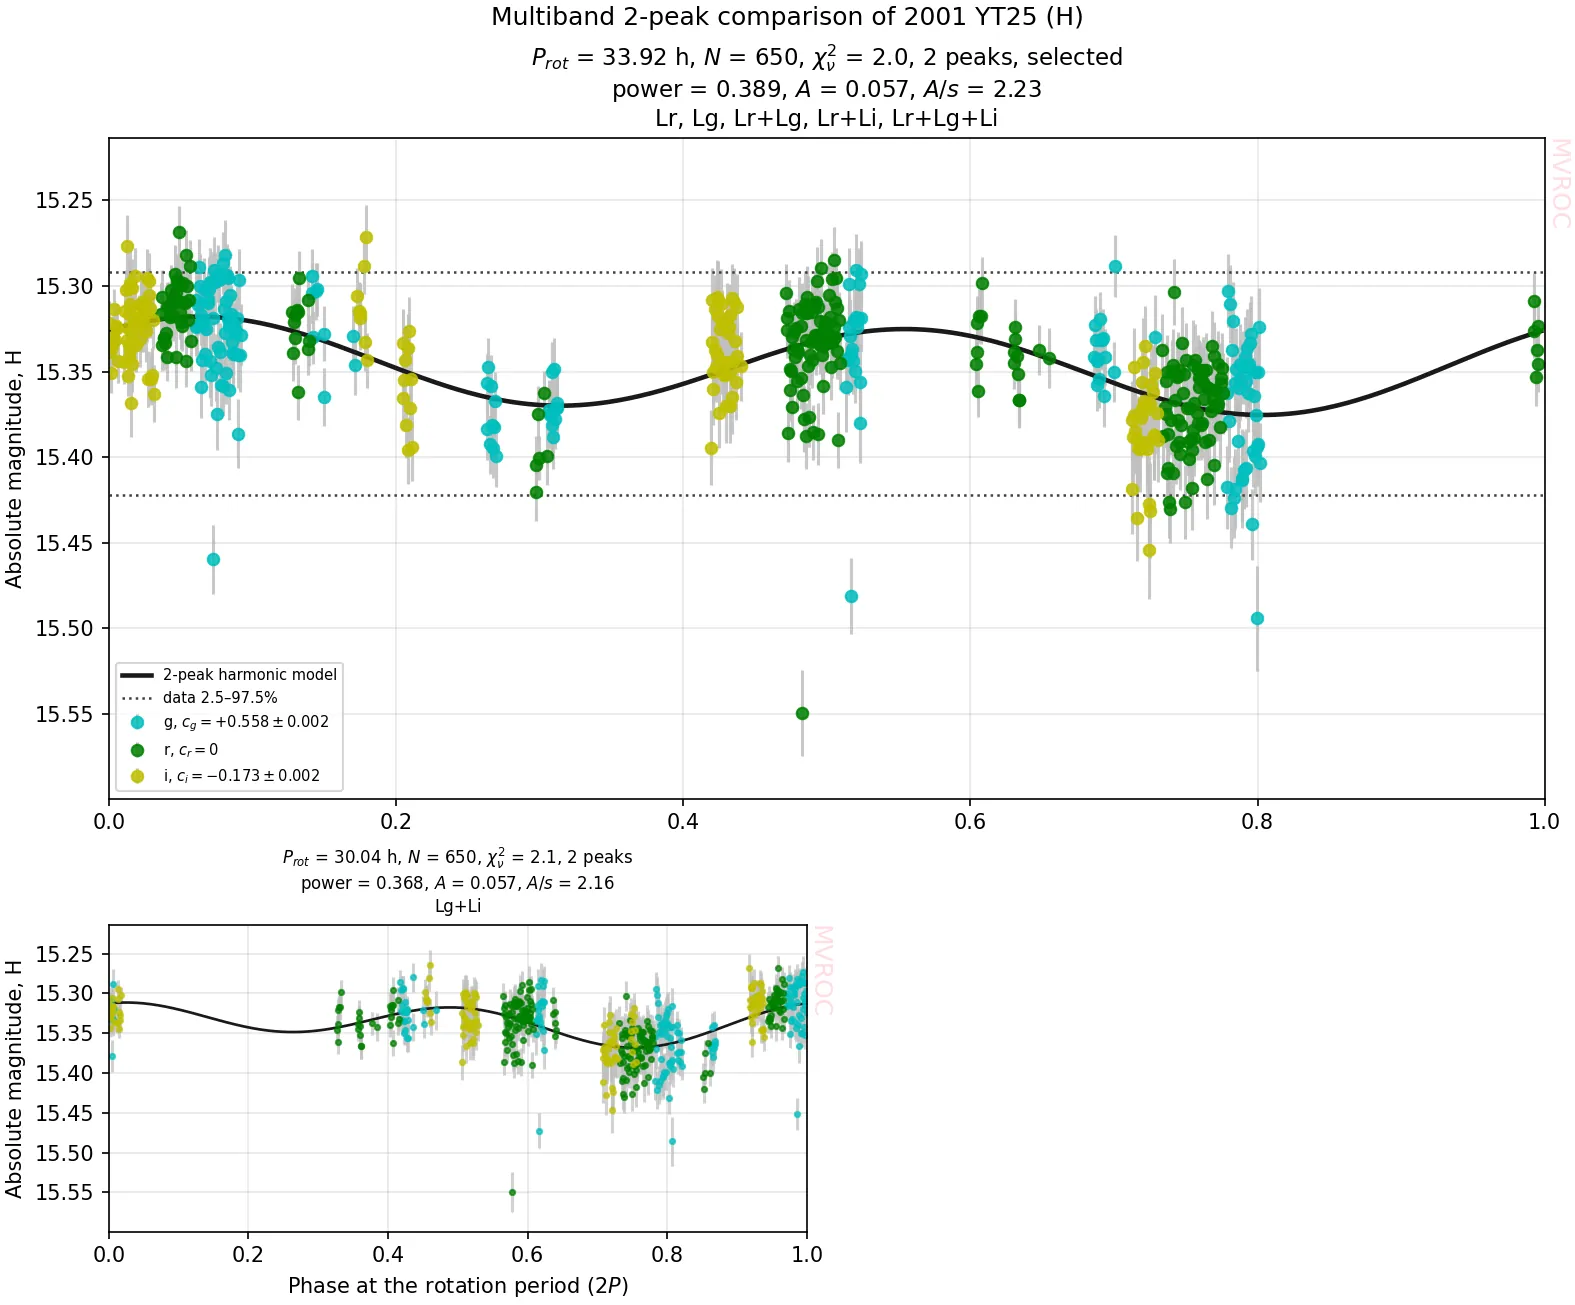 Multiband 2-peak comparison of 2001 YT25 (H)
P_rot = 33.92 h, N = 650, χ²_ν = 2.0, 2 peaks, selected
power = 0.389, A = 0.057, A/s = 2.23
Lr, Lg, Lr+Lg, Lr+Li, Lr+Lg+Li
MVROC
Absolute magnitude, H
15.25
15.30
15.35
15.40
15.45
15.50
15.55
2-peak harmonic model
data 2.5–97.5%
g, c_g = +0.558 ± 0.002
r, c_r = 0
i, c_i = −0.173 ± 0.002
0.0 0.2 0.4 0.6 0.8 1.0
P_rot = 30.04 h, N = 650, χ²_ν = 2.1, 2 peaks
power = 0.368, A = 0.057, A/s = 2.16
Lg+Li
MVROC
Absolute magnitude, H
15.25
15.30
15.35
15.40
15.45
15.50
15.55
0.0 0.2 0.4 0.6 0.8 1.0
Phase at the rotation period (2P)